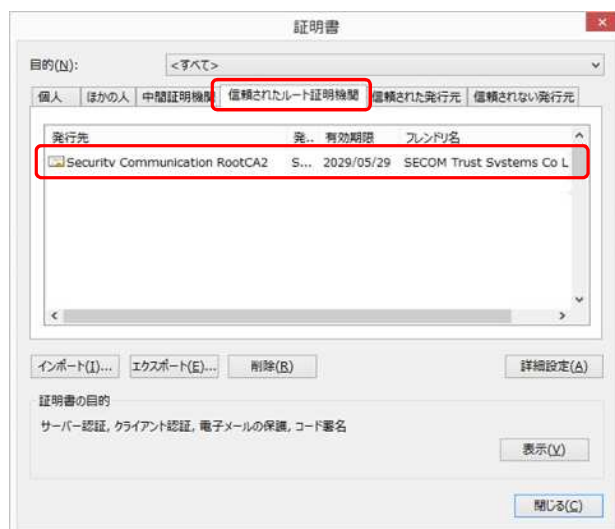 証明書
目的(N): <すべて>
個人 ほかの人 中間証明機関 信頼されたルート証明機関 信頼された発行元 信頼されない発行元
発行先 発.. 有効期限 フレンドリ名
Security Communication RootCA2 S... 2029/05/29 SECOM Trust Systems Co L
インポート(I)... エクスポート(E)... 削除(R) 詳細設定(A)
証明書の目的
サーバー認証, クライアント認証, 電子メールの保護, コード署名
表示(V)
閉じる(C)